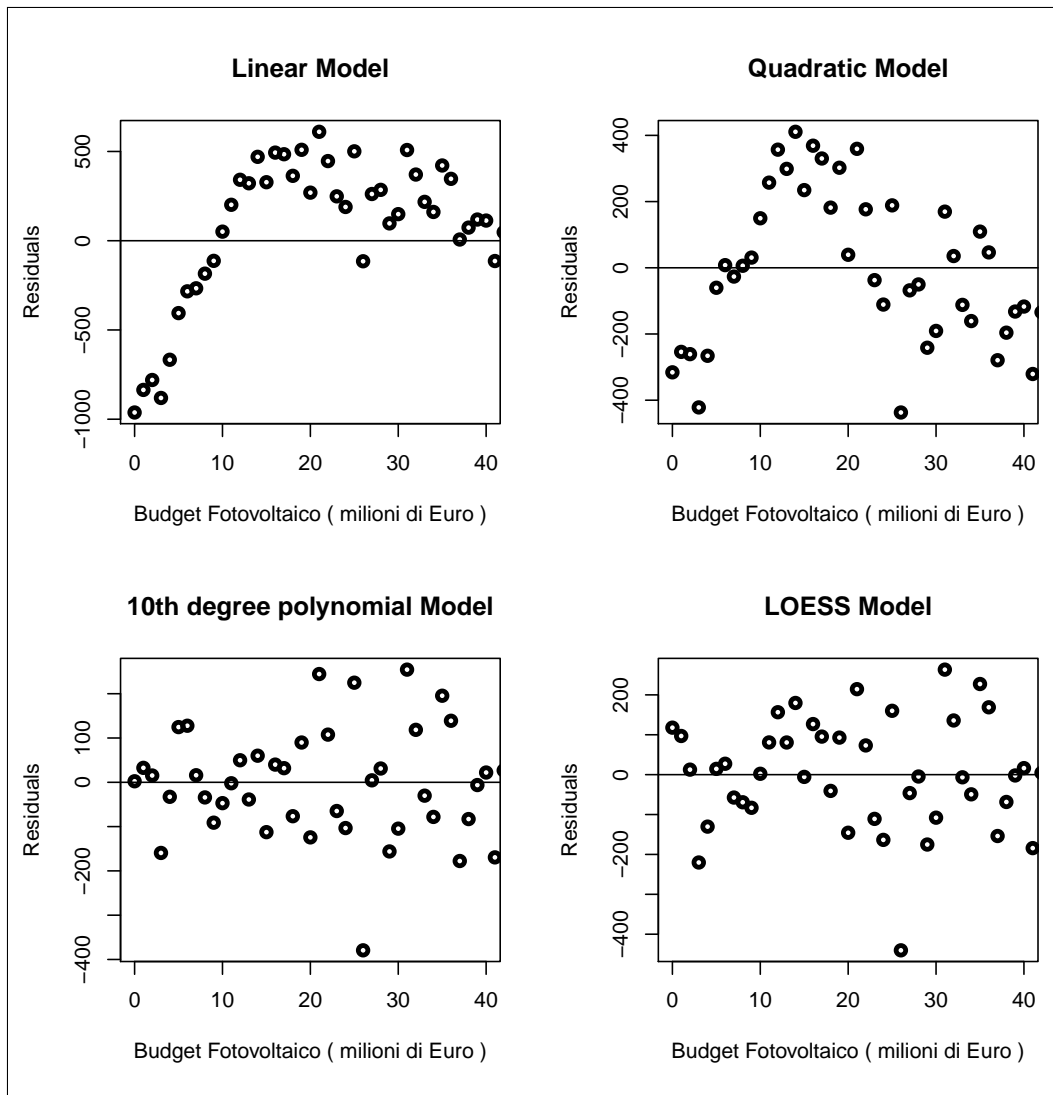 Linear Model
Residuals
500
0
−500
−1000
0 10 20 30 40
Budget Fotovoltaico ( milioni di Euro )
Quadratic Model
Residuals
400
200
0
−200
−400
0 10 20 30 40
Budget Fotovoltaico ( milioni di Euro )
10th degree polynomial Model
Residuals
100
0
−200
−400
0 10 20 30 40
Budget Fotovoltaico ( milioni di Euro )
LOESS Model
Residuals
200
0
−200
−400
0 10 20 30 40
Budget Fotovoltaico ( milioni di Euro )